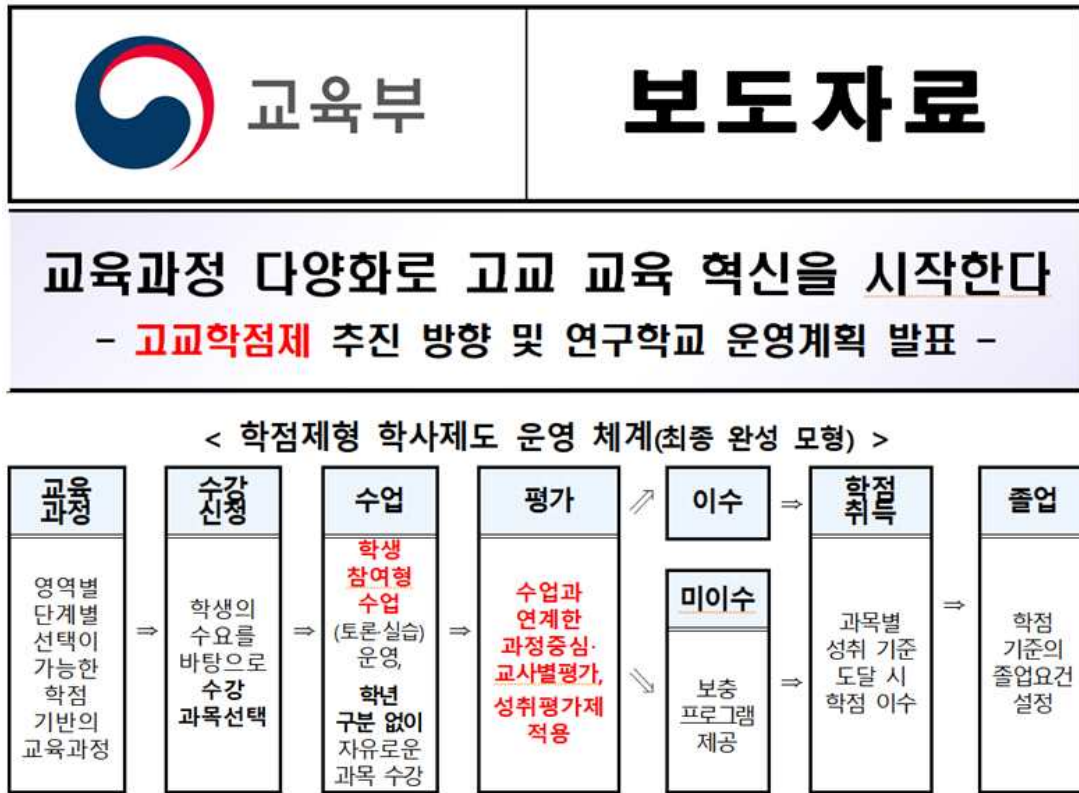 교육부
보도자료
교육과정 다양화로 고교 교육 혁신을 시작한다
- 고교학점제 추진 방향 및 연구학교 운영계획 발표 -
< 학점제형 학사제도 운영 체계(최종 완성 모형) >
교육
과정
영역별
단계별
선택이
가능한
학점
기반의
교육과정
⇒
수강
신청
학생의
수요를
바탕으로
수강
과목선택
⇒
수업
학생
참여형
수업
(토론·실습)
운영,
학년
구분 없이
자유로운
과목 수강
⇒
평가
수업과
연계한
과정중심·
교사별평가,
성취평가제
적용
⇗
이수
⇒
⇘
미이수
보충
프로그램
제공
⇒
학점
취득
과목별
성취 기준
도달 시
학점 이수
⇒
졸업
학점
기준의
졸업요건
설정